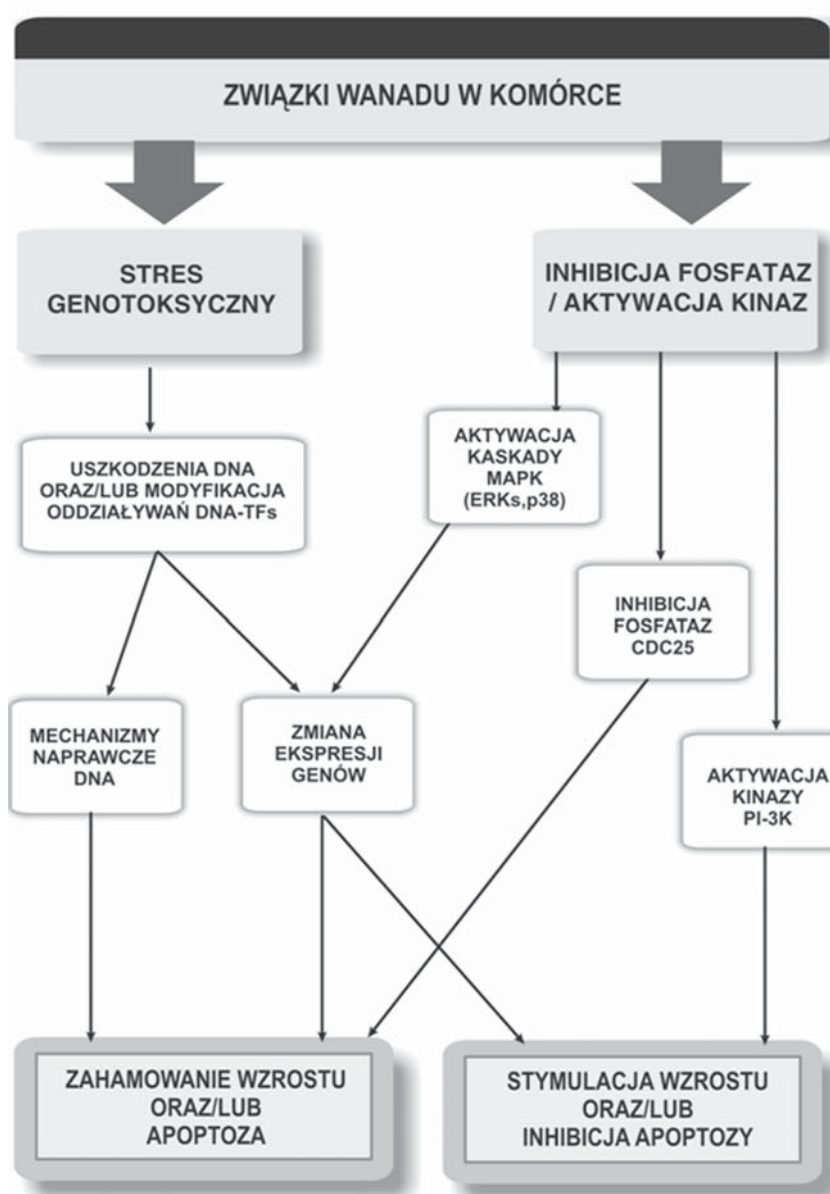 ZWIĄZKI WANADU W KOMÓRCE
STRES
GENOTOKSYCZNY
INHIBICJA FOSFATAZ
/ AKTYWACJA KINAZ
USZKODZENIA DNA
ORAZ/LUB MODYFIKACJA
ODDZIAŁYWAŃ DNA-TFs
AKTYWACJA
KASKADY
MAPK
(ERKs,p38)
INHIBICJA
FOSFATAZ
CDC25
MECHANIZMY
NAPRAWCZE
DNA
ZMIANA
EKSPRESJI
GENÓW
AKTYWACJA
KINAZY
PI-3K
ZAHAMOWANIE WZROSTU
ORAZ/LUB
APOPTOZA
STYMULACJA WZROSTU
ORAZ/LUB
INHIBICJA APOPTOZY